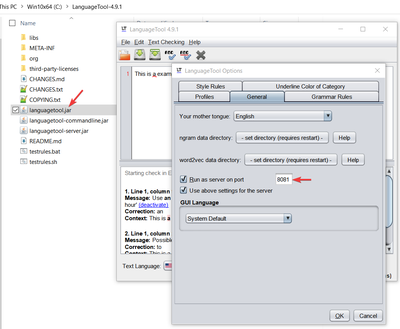 This PC > Win10x64 (C:) > LanguageTool-4.9.1
Name
libs
META-INF
org
third-party-licenses
CHANGES.md
CHANGES.txt
COPYING.txt
languagetool.jar
languagetool-commandline.jar
languagetool-server.jar
README.md
testrules.bat
testrules.sh
LanguageTool 4.9.1
File Edit Text Checking Help
1 This is a exam
Starting check in E
1. Line 1, column
Message: Use an
hour' (deactivate)
Correction: an
Context: This is a
2. Line 1, column
Message: Possible
Correction: to
Context: This is a
Text Language:
LanguageTool Options
Style Rules
Underline Color of Category
Profiles
General
Grammar Rules
Your mother tongue: English
ngram data directory: - set directory (requires restart) - Help
word2vec data directory: - set directory (requires restart) - Help
Run as server on port 8081
Use above settings for the server
GUI Language
System Default
OK Cancel